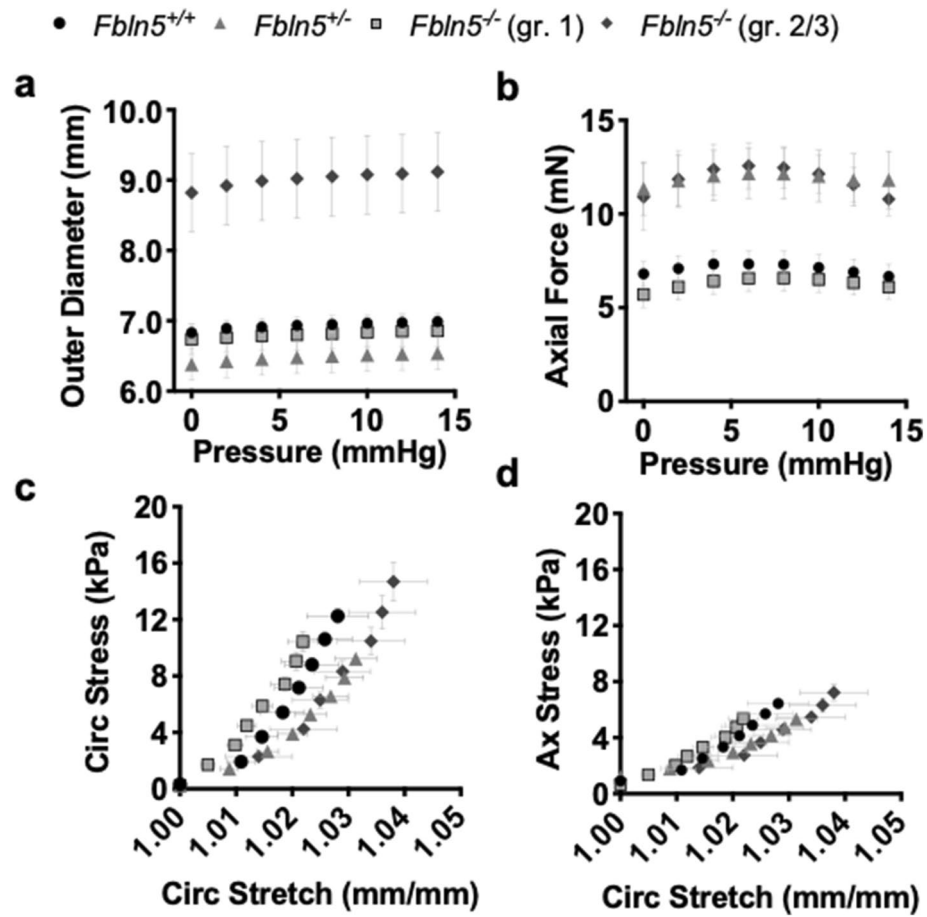 Fbln5+/+ Fbln5+/- Fbln5-/- (gr. 1) Fbln5-/- (gr. 2/3)
a
10.0
9.0
8.0
7.0
6.0
Outer Diameter (mm)
0 5 10 15
Pressure (mmHg)
b
15
10
5
0
Axial Force (mN)
0 5 10 15
Pressure (mmHg)
c
20
16
12
8
4
0
Circ Stress (kPa)
1.00 1.01 1.02 1.03 1.04 1.05
Circ Stretch (mm/mm)
d
20
16
12
8
4
0
Ax Stress (kPa)
1.00 1.01 1.02 1.03 1.04 1.05
Circ Stretch (mm/mm)